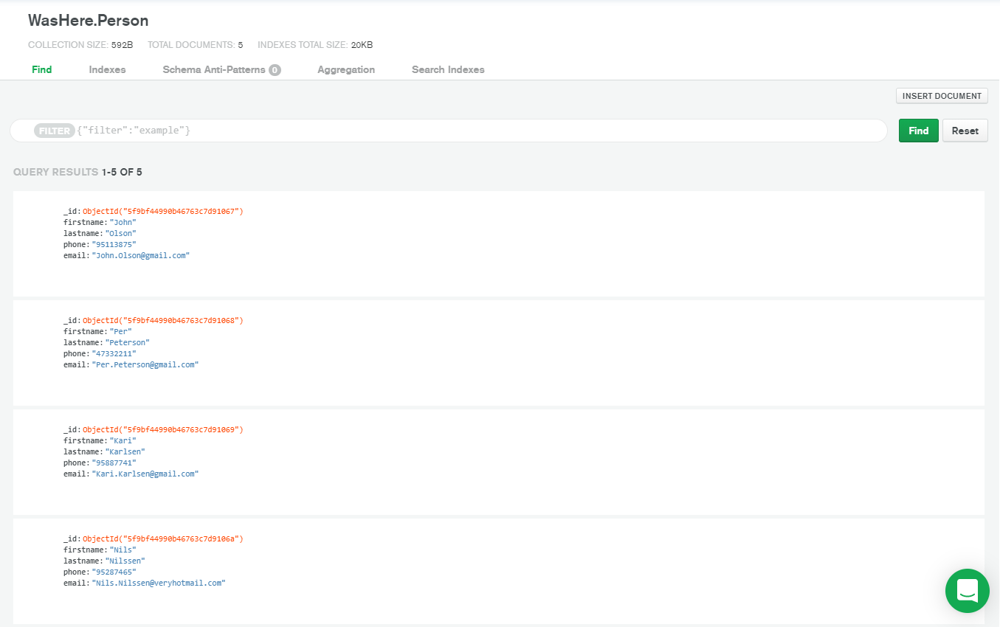 WasHere.Person
COLLECTION SIZE: 592B TOTAL DOCUMENTS: 5 INDEXES TOTAL SIZE: 20KB
Find Indexes Schema Anti-Patterns 0 Aggregation Search Indexes
INSERT DOCUMENT
FILTER {"filter":"example"} Find Reset
QUERY RESULTS 1-5 OF 5
_id: ObjectId("5f9bf44990b46763c7d91067")
firstname: "John"
lastname: "Olson"
phone: "95113875"
email: "John.Olson@gmail.com"
_id: ObjectId("5f9bf44990b46763c7d91068")
firstname: "Per"
lastname: "Peterson"
phone: "47332211"
email: "Per.Peterson@gmail.com"
_id: ObjectId("5f9bf44990b46763c7d91069")
firstname: "Kari"
lastname: "Karlsen"
phone: "95887741"
email: "Kari.Karlsen@gmail.com"
_id: ObjectId("5f9bf44990b46763c7d9106a")
firstname: "Nils"
lastname: "Nilssen"
phone: "95287465"
email: "Nils.Nilssen@veryhotmail.com"